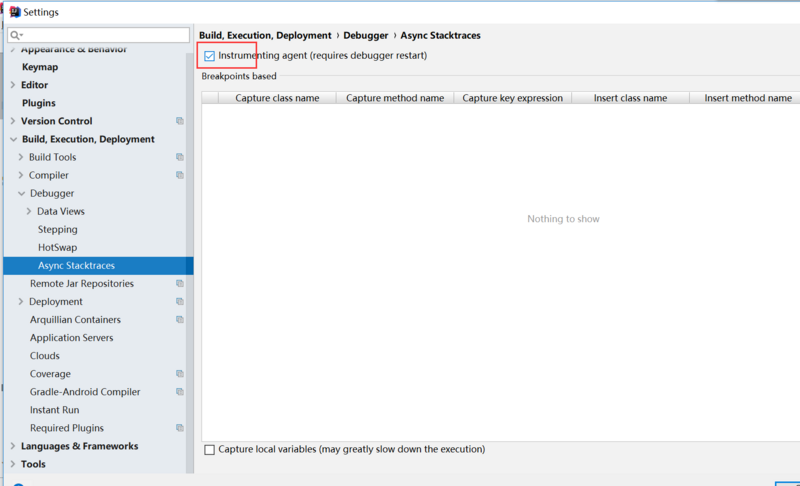 Settings
Appearance & Behavior
Keymap
Editor
Plugins
Version Control
Build, Execution, Deployment
Build Tools
Compiler
Debugger
Data Views
Stepping
HotSwap
Async Stacktraces
Remote Jar Repositories
Deployment
Arquillian Containers
Application Servers
Clouds
Coverage
Gradle-Android Compiler
Instant Run
Required Plugins
Languages & Frameworks
Tools
Build, Execution, Deployment › Debugger › Async Stacktraces
Instrumenting agent (requires debugger restart)
Breakpoints based
Capture class name Capture method name Capture key expression Insert class name Insert method name
Nothing to show
Capture local variables (may greatly slow down the execution)